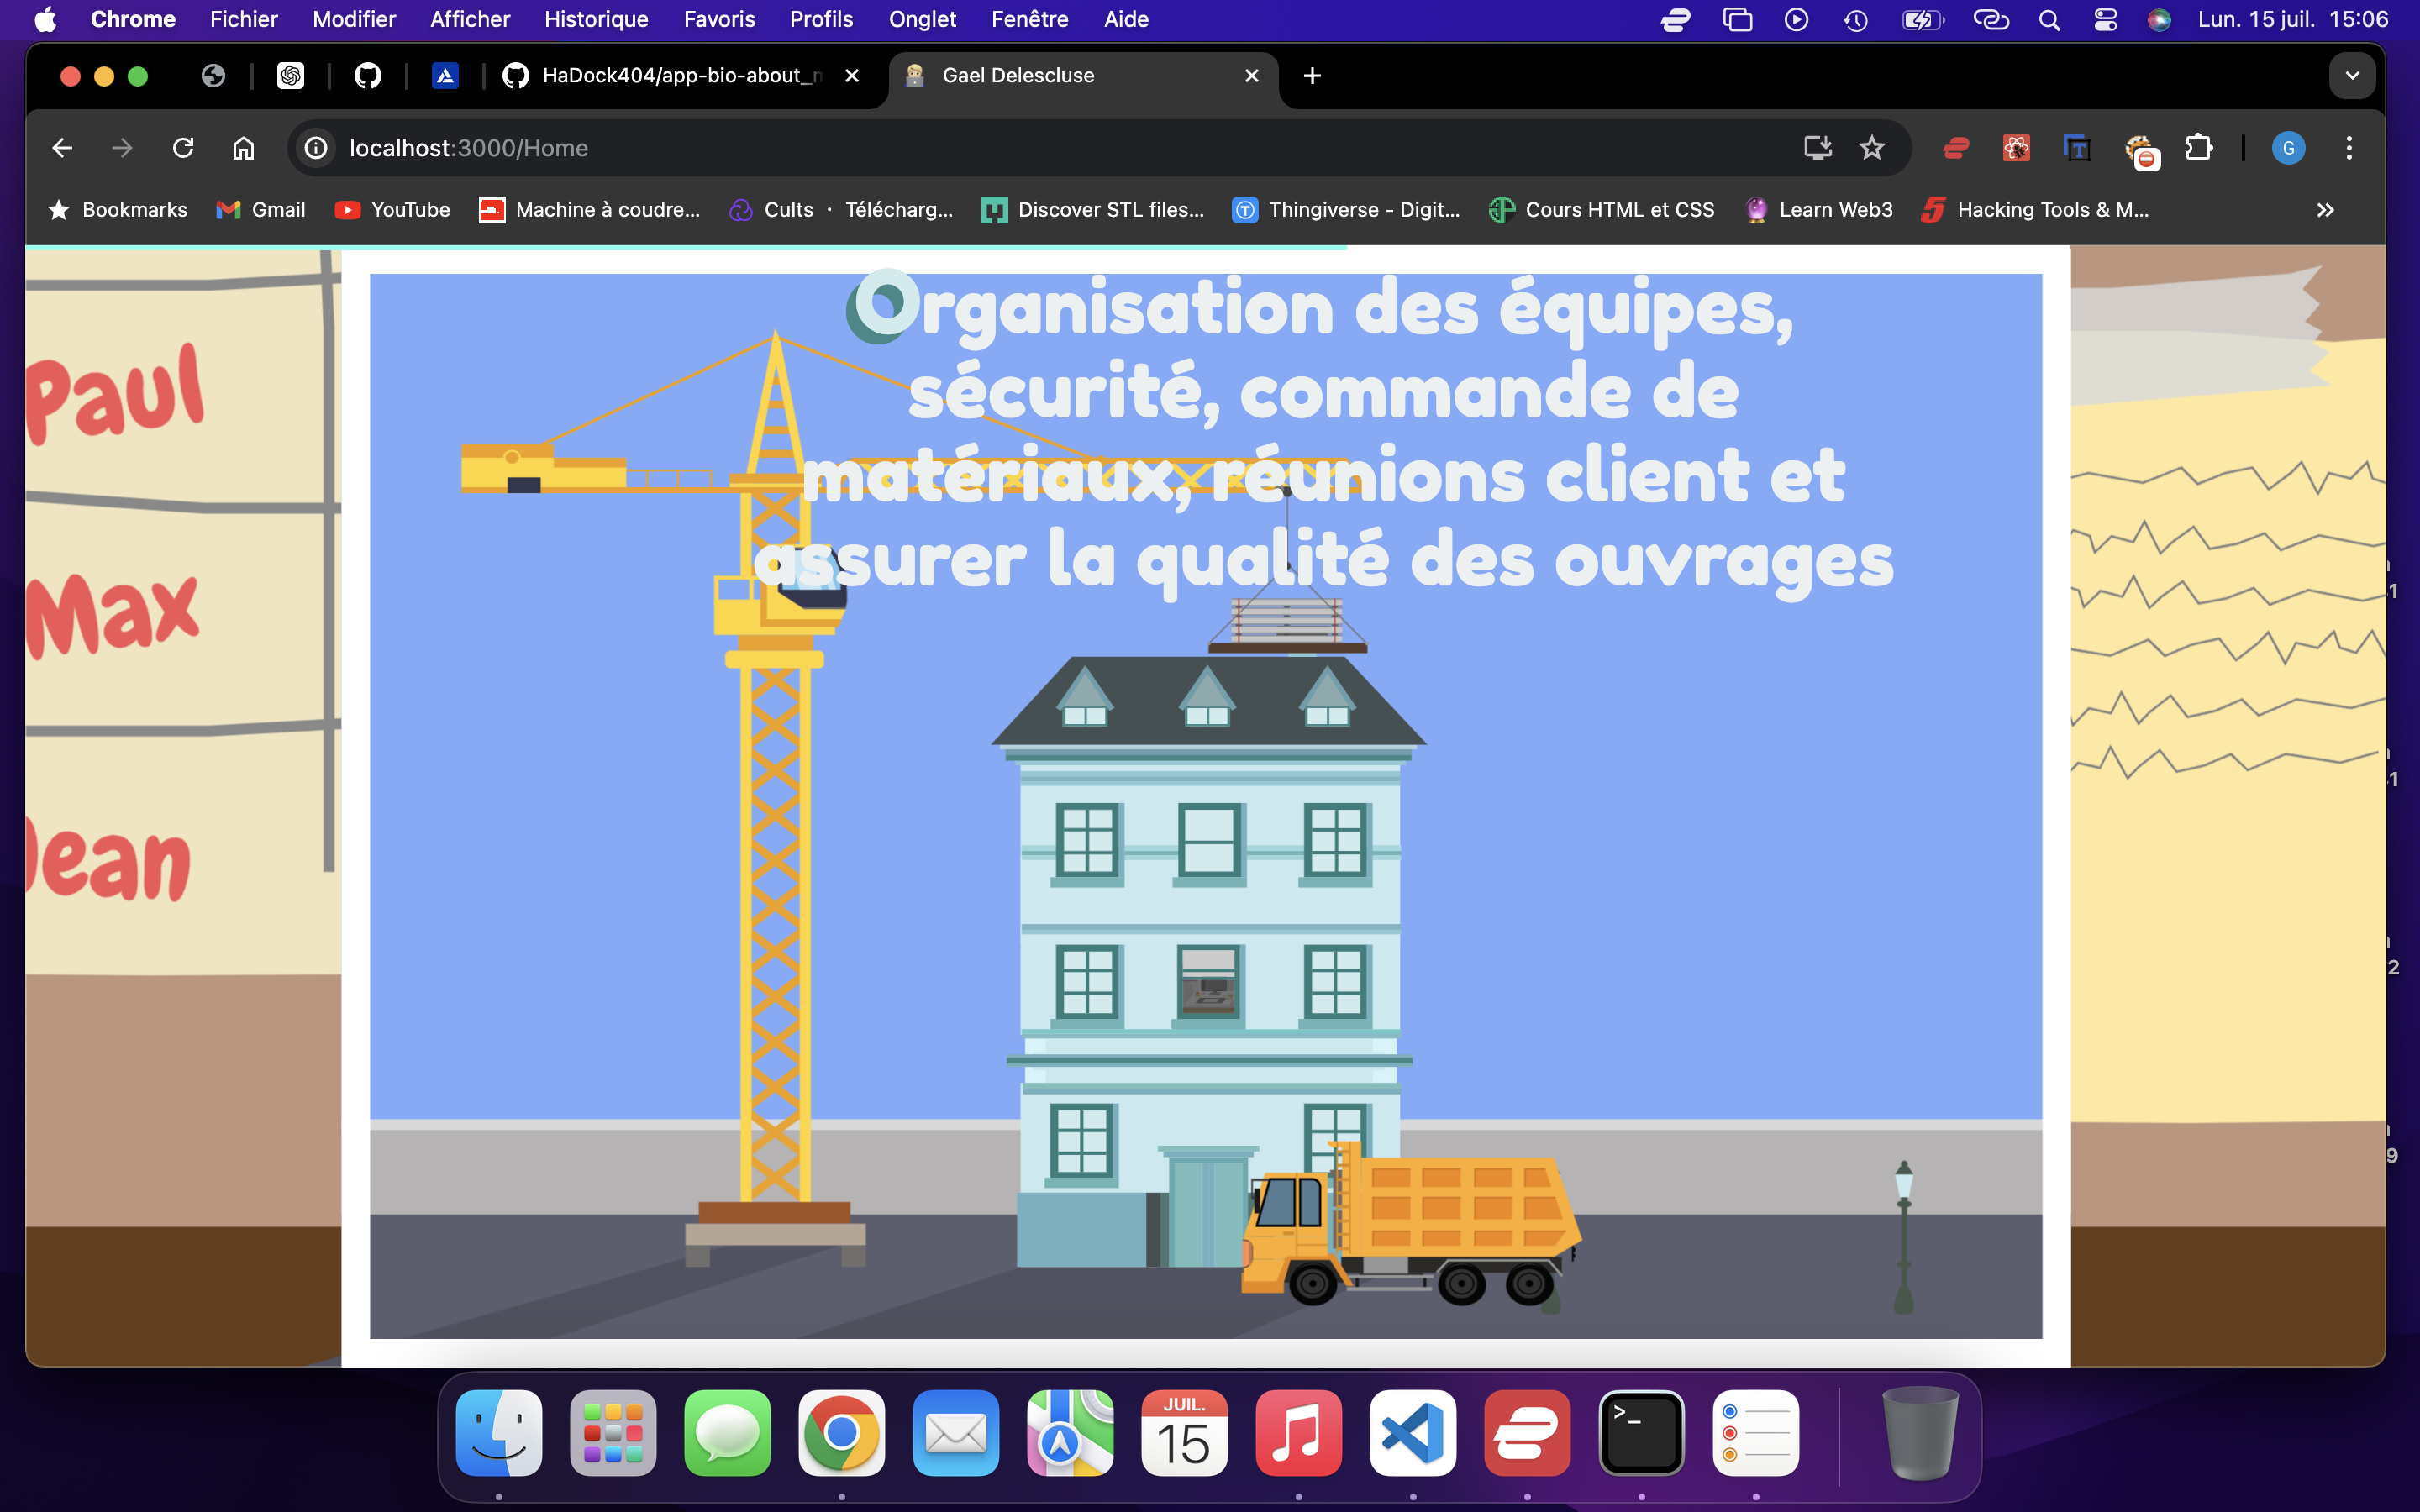 Chrome Fichier Modifier Afficher Historique Favoris Profils Onglet Fenêtre Aide Lun. 15 juil. 15:06
HaDock404/app-bio-about_ Gael Delescluse
localhost:3000/Home
G
Bookmarks Gmail YouTube Machine à coudre... Cults · Télécharg... Discover STL files... Thingiverse - Digit... Cours HTML et CSS Learn Web3 Hacking Tools & M...
Organisation des équipes,
sécurité, commande de
matériaux, réunions client et
assurer la qualité des ouvrages
Paul
Max
Jean
JUIL.
15